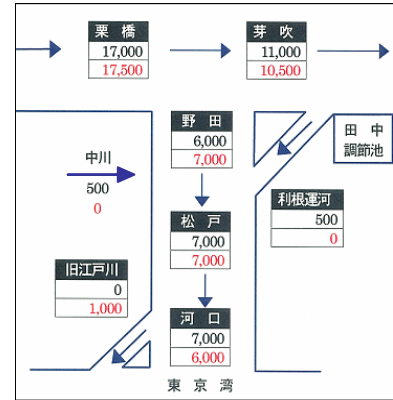 栗橋
17,000
17,500
芽吹
11,000
10,500
野田
6,000
7,000
田中
調節池
中川
500
0
利根運河
500
0
松戸
7,000
7,000
旧江戸川
0
1,000
河口
7,000
6,000
東京湾